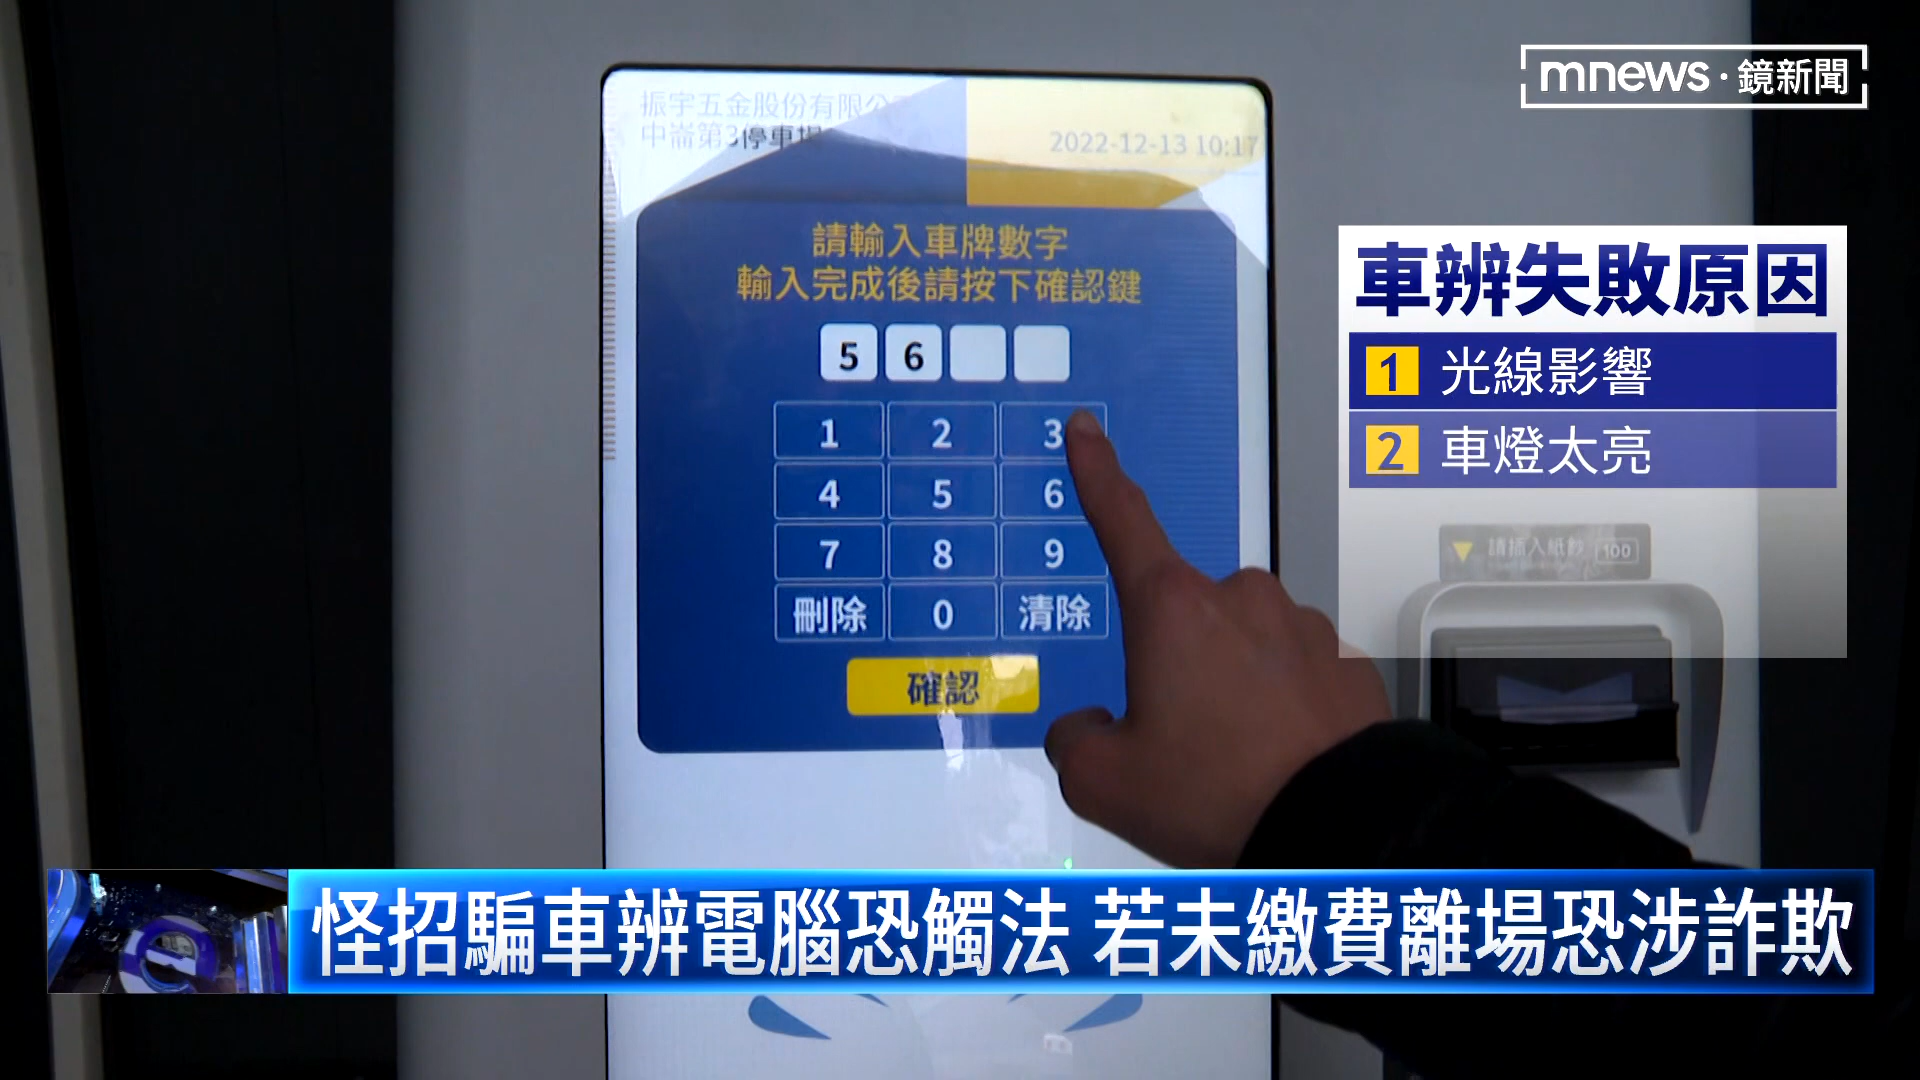 mnews·鏡新聞
振宇五金股份有限公
中崙第3停車場
2022-12-13 10:17
請輸入車牌數字
輸入完成後請按下確認鍵
5 6
1 2 3
4 5 6
7 8 9
刪除 0 清除
確認
車辨失敗原因
1 光線影響
2 車燈太亮
請插入紙鈔 100
怪招騙車辨電腦恐觸法 若未繳費離場恐涉詐欺